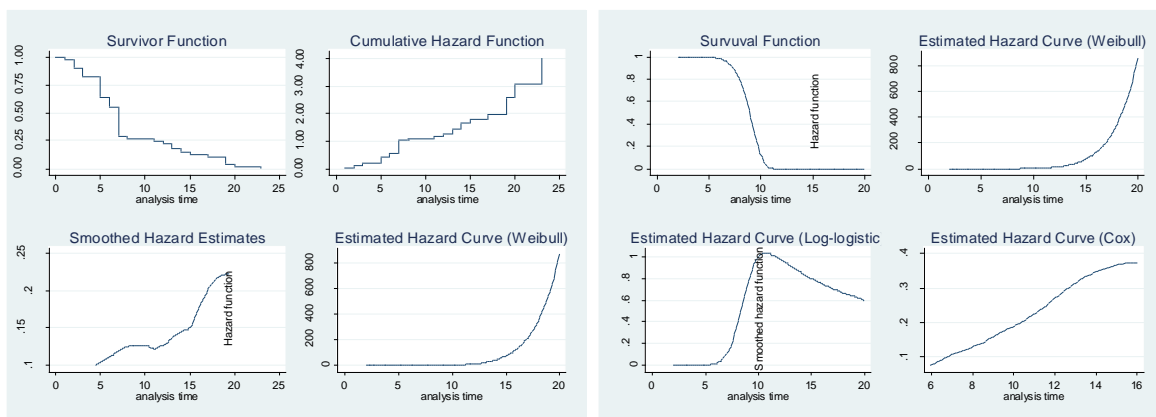 Survivor Function
1.00
0.75
0.50
0.25
0.00
0 5 10 15 20 25
analysis time
Cumulative Hazard Function
4.00
3.00
2.00
1.00
0.00
0 5 10 15 20 25
analysis time
Smoothed Hazard Estimates
.25
.2
.15
.1
Hazard function
0 5 10 15 20 25
analysis time
Estimated Hazard Curve (Weibull)
800
600
400
200
0
0 5 10 15 20
analysis time
Survuval Function
1
.8
.6
.4
.2
0
Hazard function
0 5 10 15 20
analysis time
Estimated Hazard Curve (Weibull)
800
600
400
200
0
0 5 10 15 20
analysis time
Estimated Hazard Curve (Log-logistic
1
.8
.6
.4
.2
0
Smoothed hazard function
0 5 10 15 20
analysis time
Estimated Hazard Curve (Cox)
.4
.3
.2
.1
6 8 10 12 14 16
analysis time